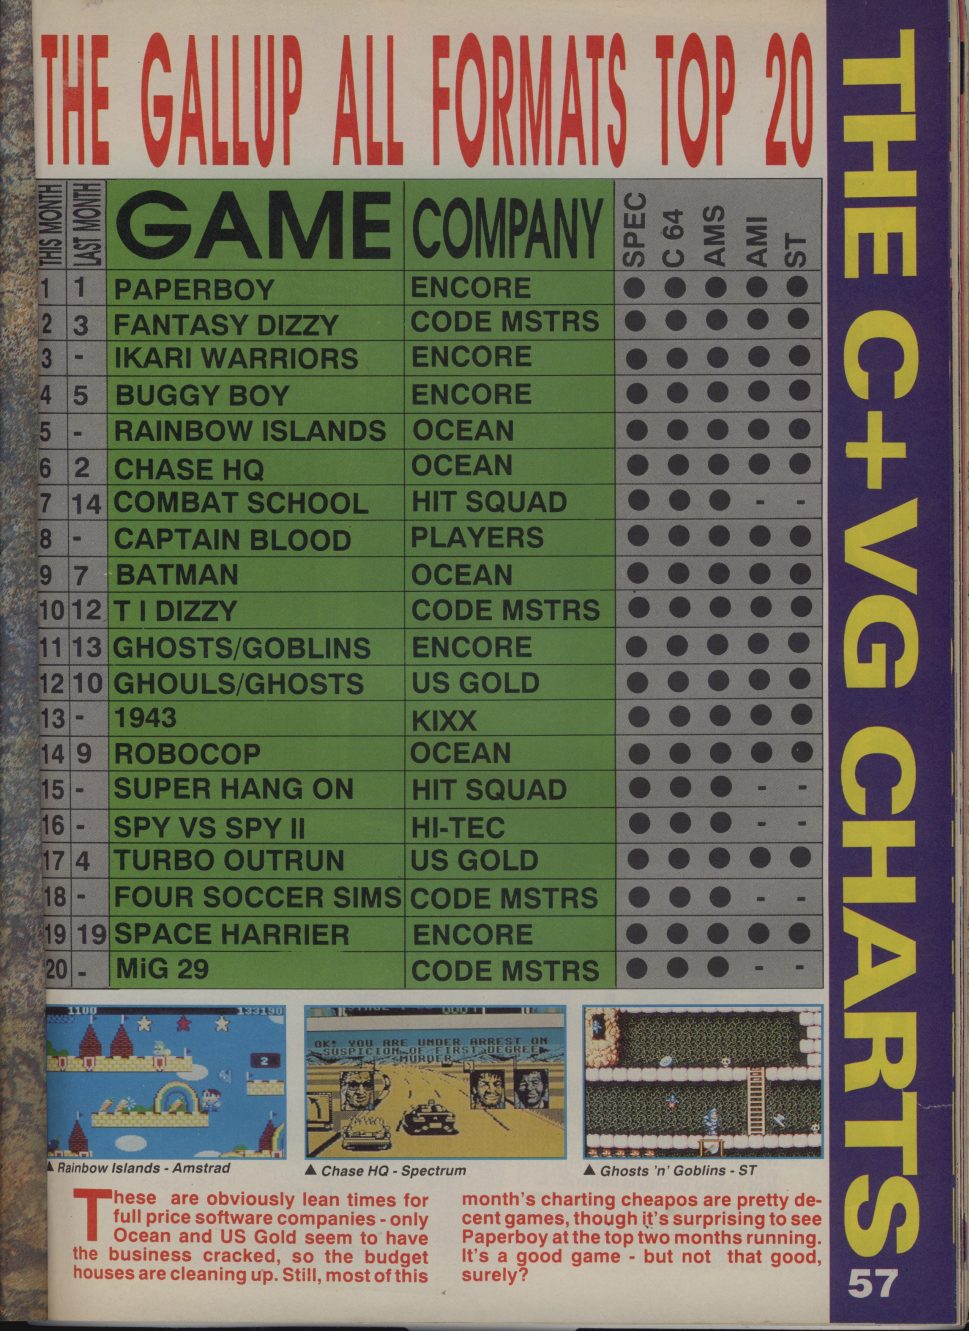 THE GALLUP ALL FORMATS TOP 20
THIS MONTH LAST MONTH GAME COMPANY SPEC C 64 AMS AMI ST
1 1 PAPERBOY ENCORE ● ● ● ● ●
2 3 FANTASY DIZZY CODE MSTRS ● ● ● ● ●
3 - IKARI WARRIORS ENCORE ● ● ● ● ●
4 5 BUGGY BOY ENCORE ● ● ● ● ●
5 - RAINBOW ISLANDS OCEAN ● ● ● ● ●
6 2 CHASE HQ OCEAN ● ● ● ● ●
7 14 COMBAT SCHOOL HIT SQUAD ● ● ● - -
8 - CAPTAIN BLOOD PLAYERS ● ● ● ● ●
9 7 BATMAN OCEAN ● ● ● ● ●
10 12 T I DIZZY CODE MSTRS ● ● ● ● ●
11 13 GHOSTS/GOBLINS ENCORE ● ● ● ● ●
12 10 GHOULS/GHOSTS US GOLD ● ● ● ● ●
13 - 1943 KIXX ● ● ● ● ●
14 9 ROBOCOP OCEAN ● ● ● ● ●
15 - SUPER HANG ON HIT SQUAD ● ● ● - -
16 - SPY VS SPY II HI-TEC ● ● ● - -
17 4 TURBO OUTRUN US GOLD ● ● ● ● ●
18 - FOUR SOCCER SIMS CODE MSTRS ● ● ● - -
19 19 SPACE HARRIER ENCORE ● ● ● ● ●
20 - MiG 29 CODE MSTRS ● ● ● - -
1100 133190
2
OK! YOU ARE UNDER ARREST ON
SUSPICION OF FIRST DEGREE
MURDER
▲ Rainbow Islands - Amstrad
▲ Chase HQ - Spectrum
▲ Ghosts 'n' Goblins - ST
These are obviously lean times for
full price software companies - only
Ocean and US Gold seem to have
the business cracked, so the budget
houses are cleaning up. Still, most of this
month's charting cheapos are pretty de-
cent games, though it's surprising to see
Paperboy at the top two months running.
It's a good game - but not that good,
surely?
THE C+VG CHARTS
57